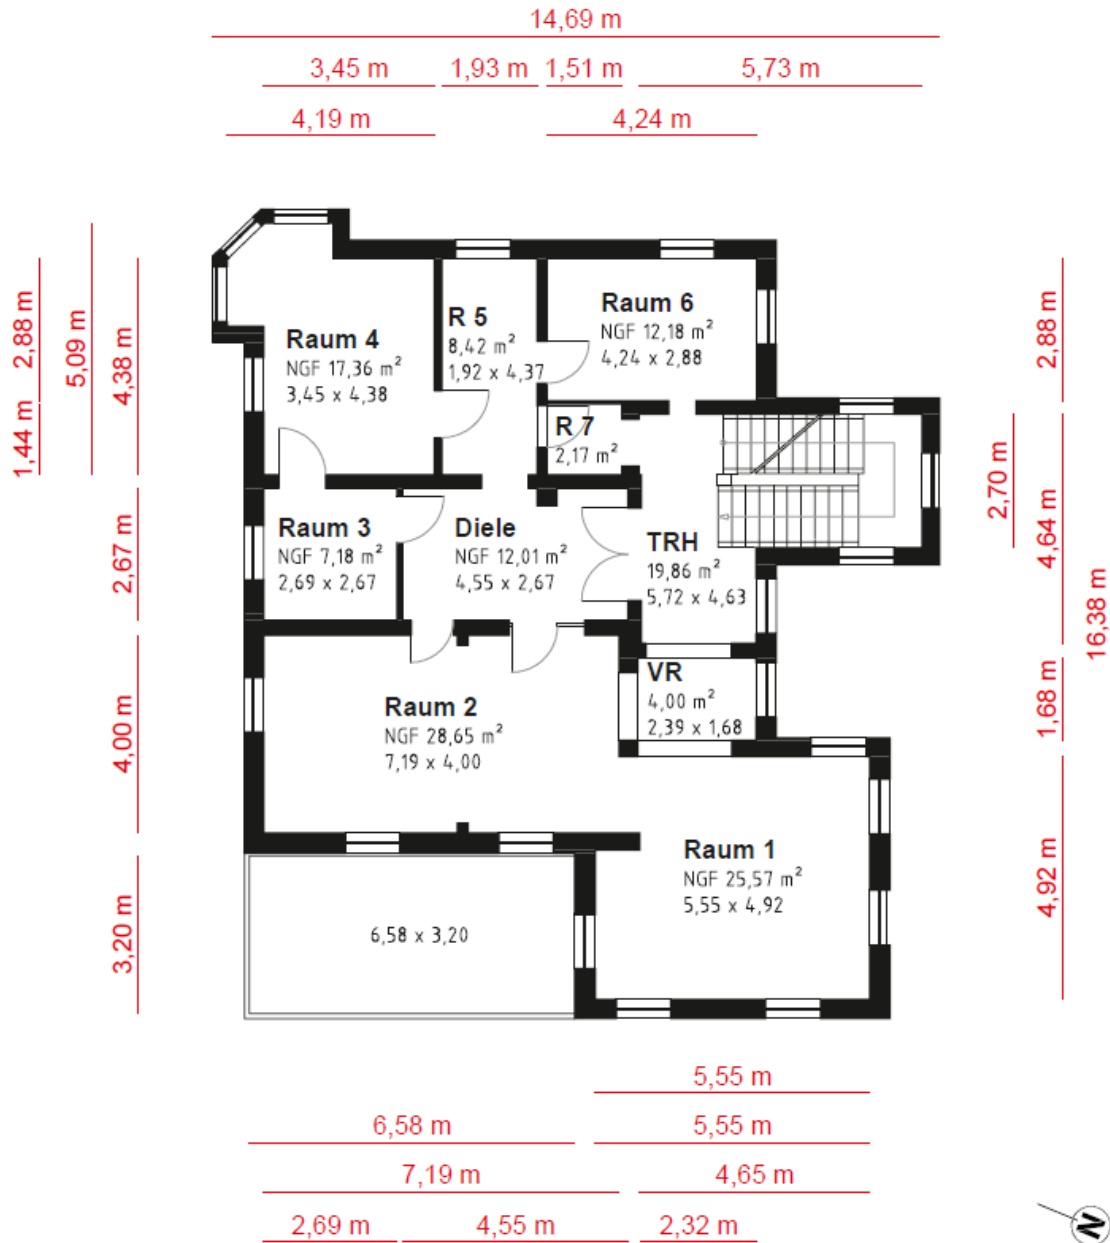 14,69 m
3,45 m
1,93 m
1,51 m
5,73 m
4,19 m
4,24 m
2,88 m
1,44 m
5,09 m
4,38 m
2,67 m
4,00 m
3,20 m
Raum 4
NGF 17,36 m²
3,45 x 4,38
R 5
8,42 m²
1,92 x 4,37
Raum 6
NGF 12,18 m²
4,24 x 2,88
R 7
2,17 m²
Raum 3
NGF 7,18 m²
2,69 x 2,67
Diele
NGF 12,01 m²
4,55 x 2,67
TRH
19,86 m²
5,72 x 4,63
VR
4,00 m²
2,39 x 1,68
Raum 2
NGF 28,65 m²
7,19 x 4,00
Raum 1
NGF 25,57 m²
5,55 x 4,92
6,58 x 3,20
2,88 m
2,70 m
4,64 m
16,38 m
1,68 m
4,92 m
5,55 m
6,58 m
5,55 m
7,19 m
4,65 m
2,69 m
4,55 m
2,32 m
N